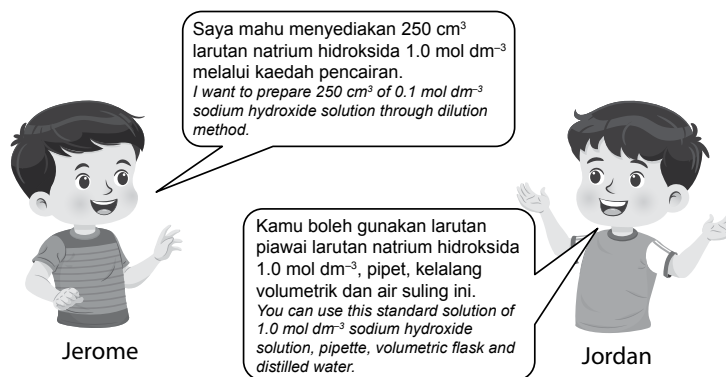 Saya mahu menyediakan 250 cm³
larutan natrium hidroksida 1.0 mol dm⁻³
melalui kaedah pencairan.
I want to prepare 250 cm³ of 0.1 mol dm⁻³
sodium hydroxide solution through dilution
method.
Kamu boleh gunakan larutan
piawai larutan natrium hidroksida
1.0 mol dm⁻³, pipet, kelalang
volumetrik dan air suling ini.
You can use this standard solution of
1.0 mol dm⁻³ sodium hydroxide
solution, pipette, volumetric flask and
distilled water.
Jerome
Jordan